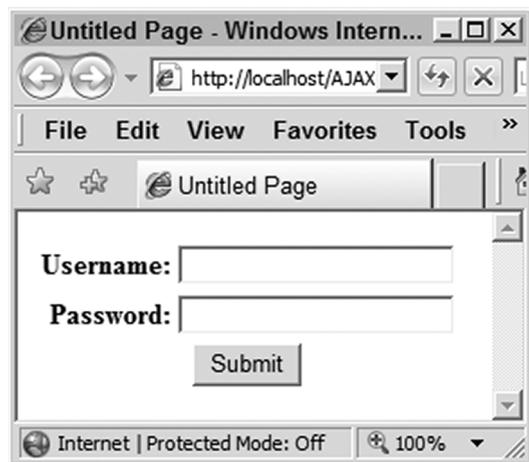 Untitled Page - Windows Intern...
http://localhost/AJAX
File Edit View Favorites Tools »
Untitled Page
Username:
Password:
Submit
Internet | Protected Mode: Off 100%